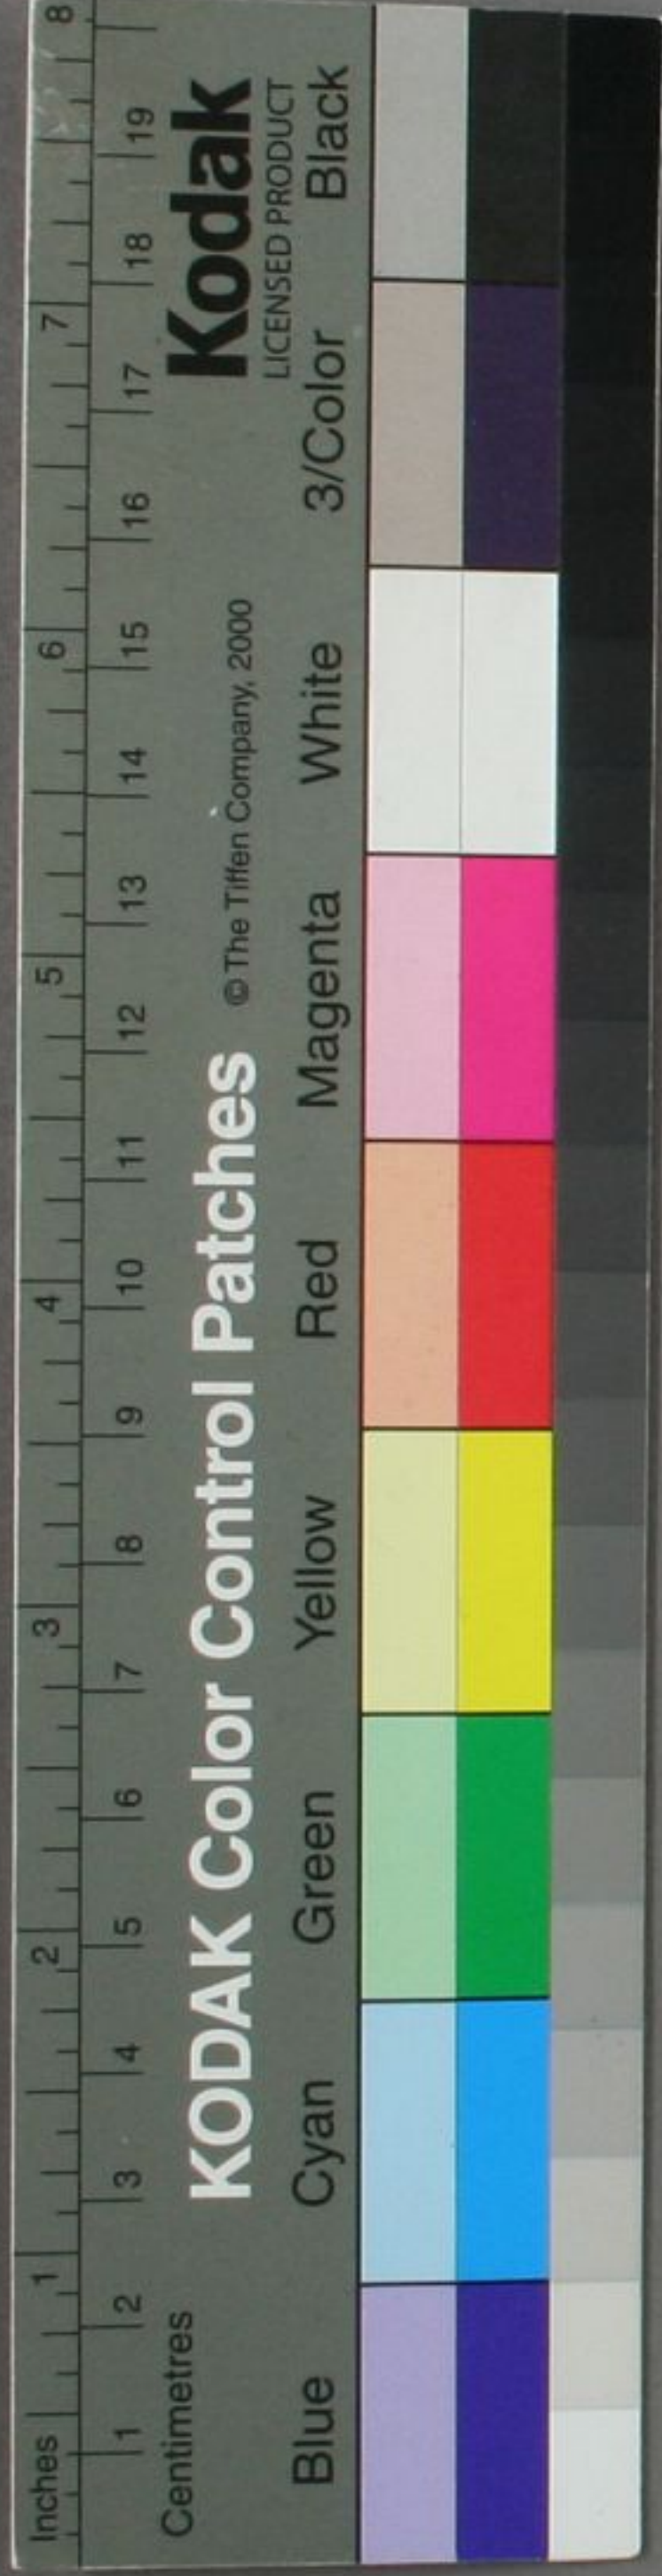 Inches 1 2 3 4 5 6 7 8
1 2 3 4 5 6 7 8 9 10 11 12 13 14 15 16 17 18 19
Centimetres
KODAK Color Control Patches © The Tiffen Company, 2000 Kodak
LICENSED PRODUCT
Blue Cyan Green Yellow Red Magenta White 3/Color Black